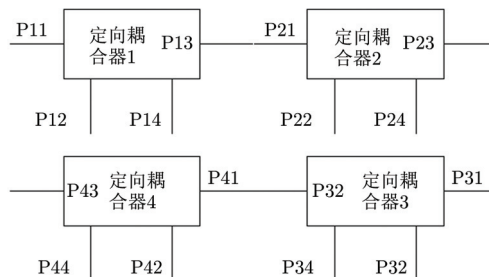 P11 定向耦 P13 P21 定向耦 P23
合器1 合器2
P12 P14 P22 P24
P43 定向耦 P41 P32 定向耦 P31
合器4 合器3
P44 P42 P34 P32